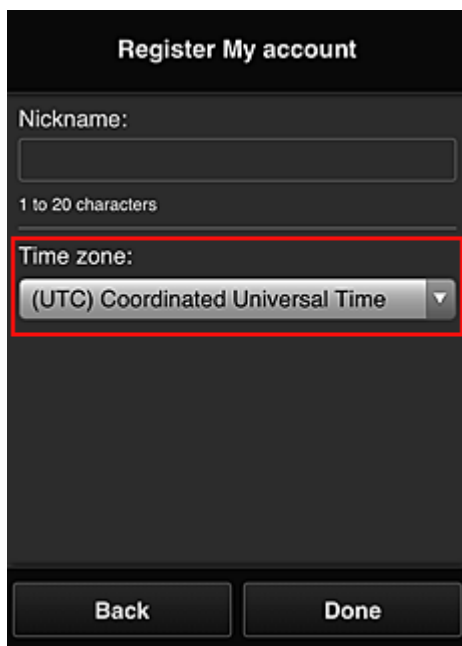 Register My account
Nickname:
1 to 20 characters
Time zone:
(UTC) Coordinated Universal Time
Back
Done